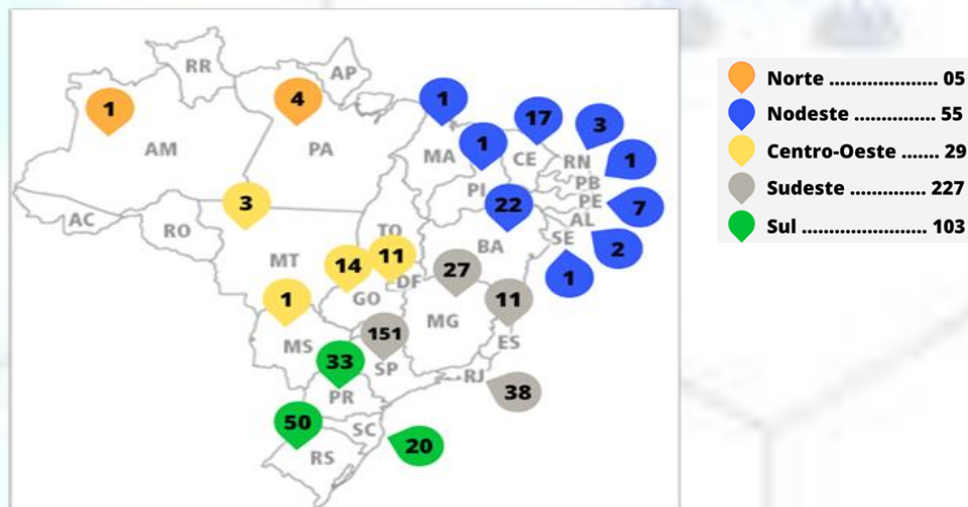 RR
AP
1
4
1
17
3
AM
PA
MA
1
CE
RN
1
PI
PB
3
22
PE
7
AC
RO
TO
AL
SE
2
MT
14
11
BA
1
DF
27
1
GO
11
MG
MS
151
ES
33
SP
RJ
38
PR
50
SC
20
RS
Norte ................... 05
Nodeste ............... 55
Centro-Oeste ....... 29
Sudeste .............. 227
Sul ....................... 103